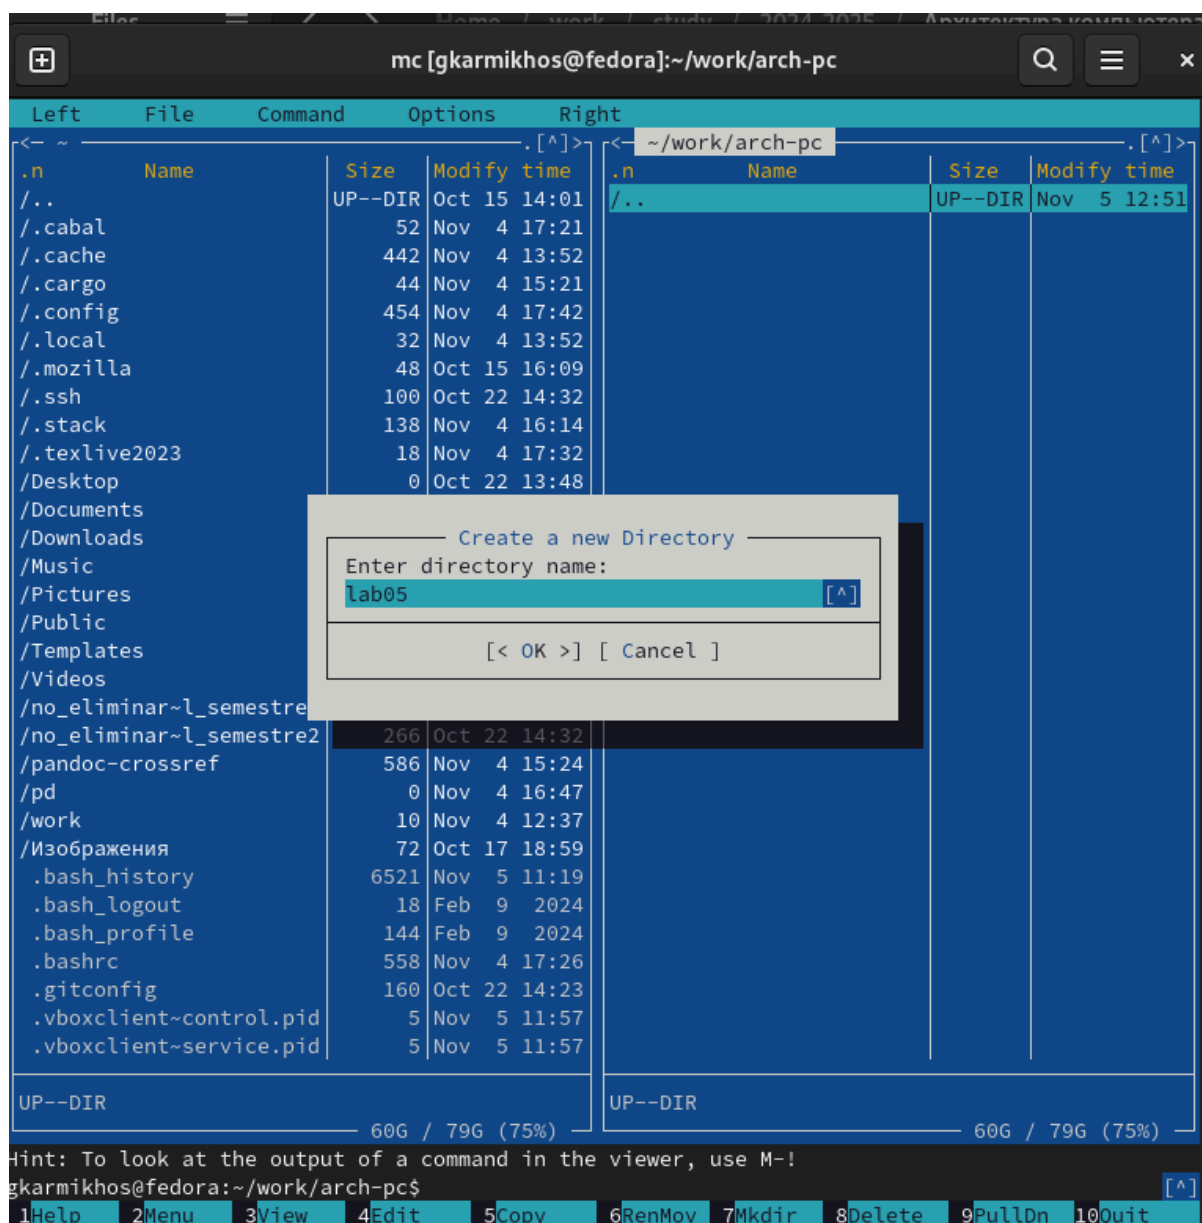 Files Home / work / study / 2024-2025 / Архитектура компьютера
mc [gkarmikhos@fedora]:~/work/arch-pc
Left File Command Options Right
<— ~ .[^]> <— ~/work/arch-pc .[^]>
.n Name Size Modify time .n Name Size Modify time
/.. UP--DIR Oct 15 14:01 /.. UP--DIR Nov 5 12:51
/.cabal 52 Nov 4 17:21
/.cache 442 Nov 4 13:52
/.cargo 44 Nov 4 15:21
/.config 454 Nov 4 17:42
/.local 32 Nov 4 13:52
/.mozilla 48 Oct 15 16:09
/.ssh 100 Oct 22 14:32
/.stack 138 Nov 4 16:14
/.texlive2023 18 Nov 4 17:32
/Desktop 0 Oct 22 13:48
/Documents
/Downloads
/Music
/Pictures
/Public
/Templates
/Videos
/no_eliminar~l_semestre
/no_eliminar~l_semestre2 266 Oct 22 14:32
Create a new Directory
Enter directory name:
lab05 [^]
[< OK >] [ Cancel ]
/pandoc-crossref 586 Nov 4 15:24
/pd 0 Nov 4 16:47
/work 10 Nov 4 12:37
/Изображения 72 Oct 17 18:59
.bash_history 6521 Nov 5 11:19
.bash_logout 18 Feb 9 2024
.bash_profile 144 Feb 9 2024
.bashrc 558 Nov 4 17:26
.gitconfig 160 Oct 22 14:23
.vboxclient~control.pid 5 Nov 5 11:57
.vboxclient~service.pid 5 Nov 5 11:57
UP--DIR UP--DIR
60G / 79G (75%) 60G / 79G (75%)
Hint: To look at the output of a command in the viewer, use M-!
gkarmikhos@fedora:~/work/arch-pc$ [^]
1Help 2Menu 3View 4Edit 5Copy 6RenMov 7Mkdir 8Delete 9PullDn 10Quit